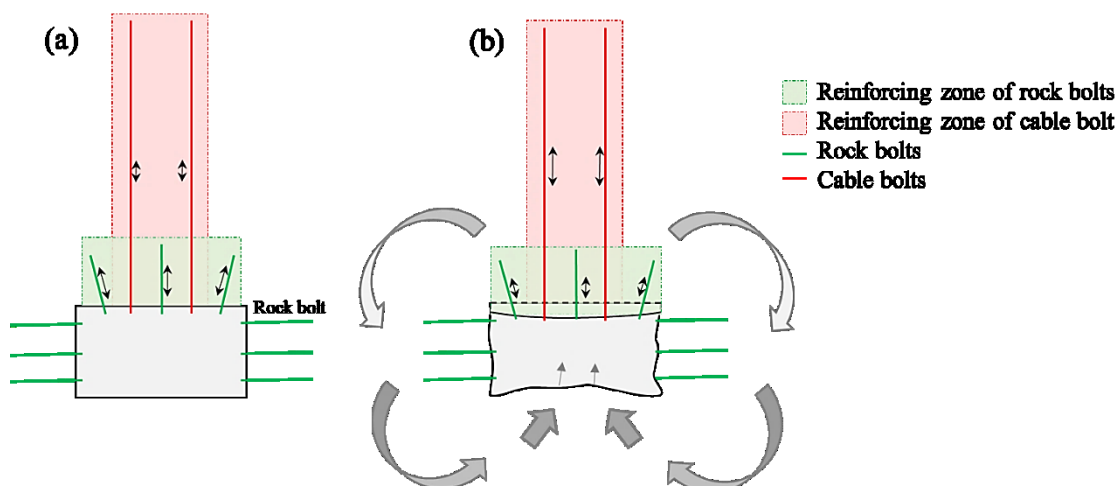 (a)
(b)
Reinforcing zone of rock bolts
Reinforcing zone of cable bolt
Rock bolts
Cable bolts
Rock bolt